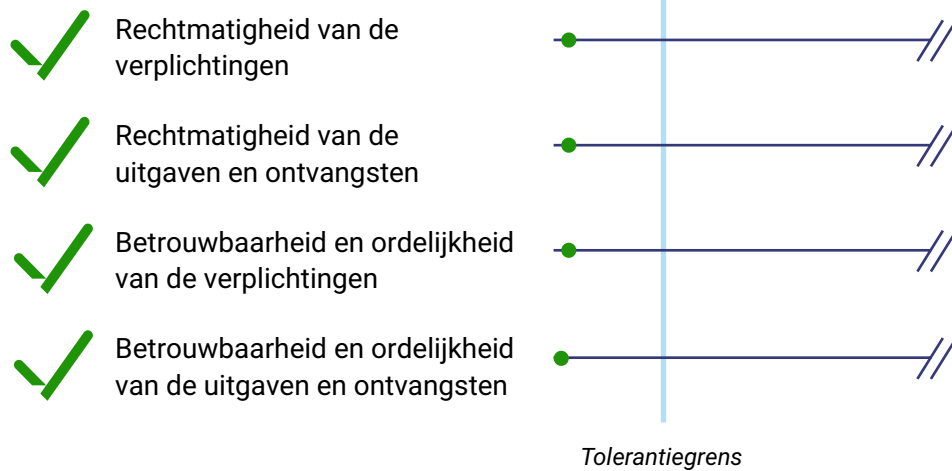 Rechtmatigheid van de
verplichtingen
Rechtmatigheid van de
uitgaven en ontvangsten
Betrouwbaarheid en ordelijkheid
van de verplichtingen
Betrouwbaarheid en ordelijkheid
van de uitgaven en ontvangsten
Tolerantiegrens